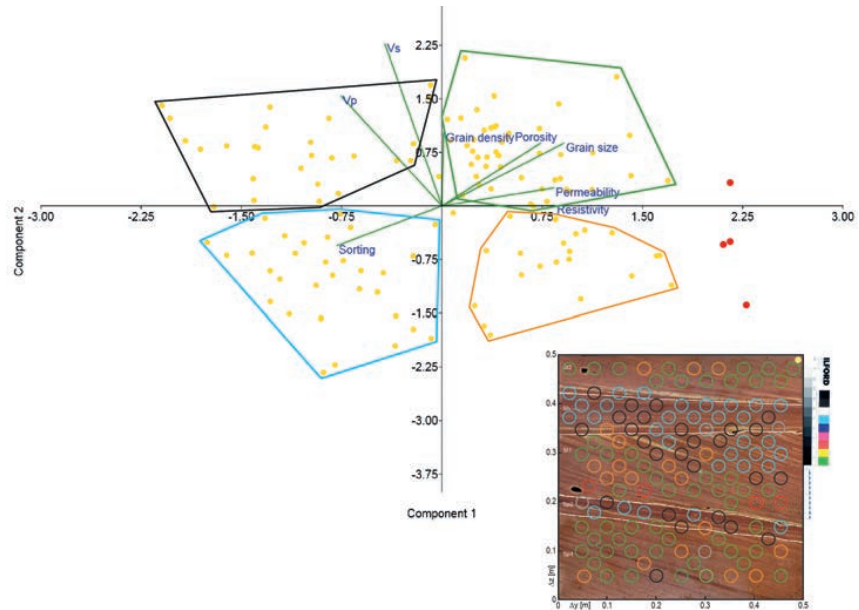 2.25
Vs
1.50
Vp
Grain density Porosity
0.75
Grain size
Permeability
-3.00 -2.25 -1.50 -0.75 0.75 1.50 2.25 3.00
Resistivity
Component 2
Sorting
-0.75
-1.50
-2.25
-3.00
-3.75
Component 1
0.5
0.4
0.3
0.2
0.1
0
Δz [m]
0 0.1 0.2 0.3 0.4 0.5
Δy [m]
ILFORD